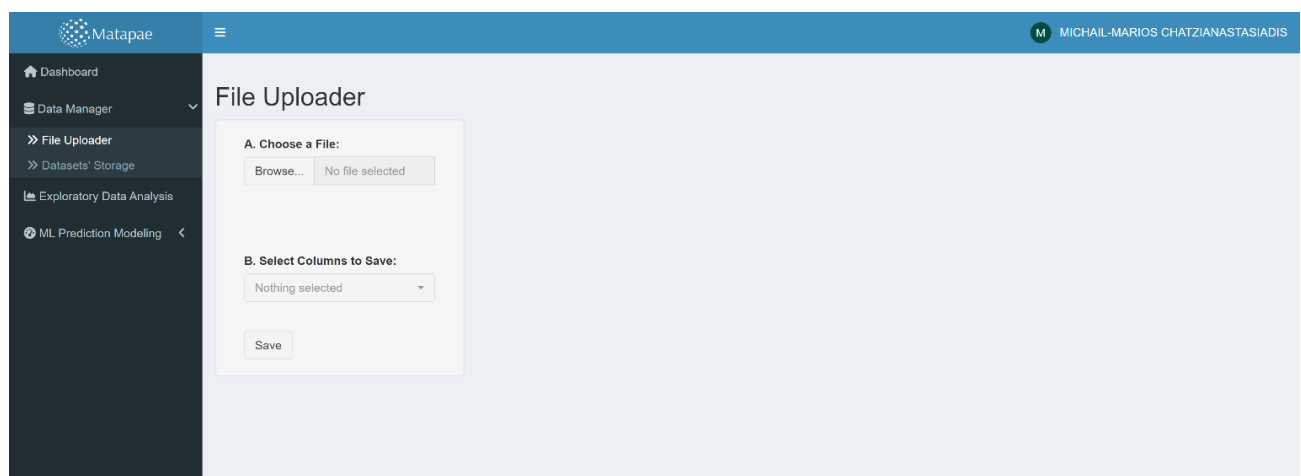 Matapae
M MICHAIL-MARIOS CHATZIANASTASIADIS
Dashboard
Data Manager
File Uploader
Datasets' Storage
Exploratory Data Analysis
ML Prediction Modeling
File Uploader
A. Choose a File:
Browse... No file selected
B. Select Columns to Save:
Nothing selected
Save